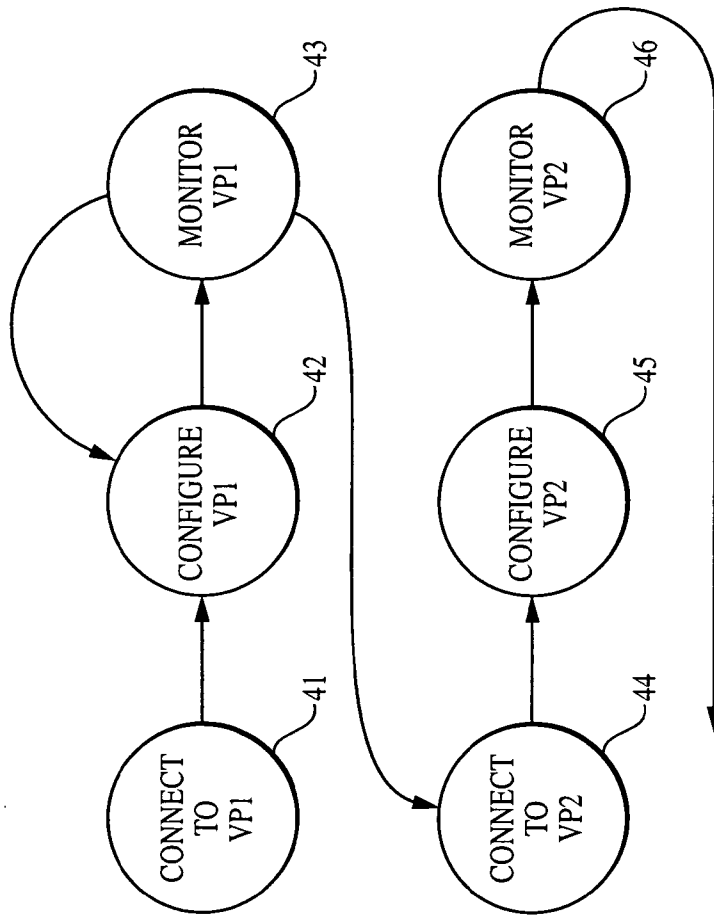 CONNECT
TO
VP1
41
CONFIGURE
VP1
42
MONITOR
VP1
43
CONNECT
TO
VP2
44
CONFIGURE
VP2
45
MONITOR
VP2
46